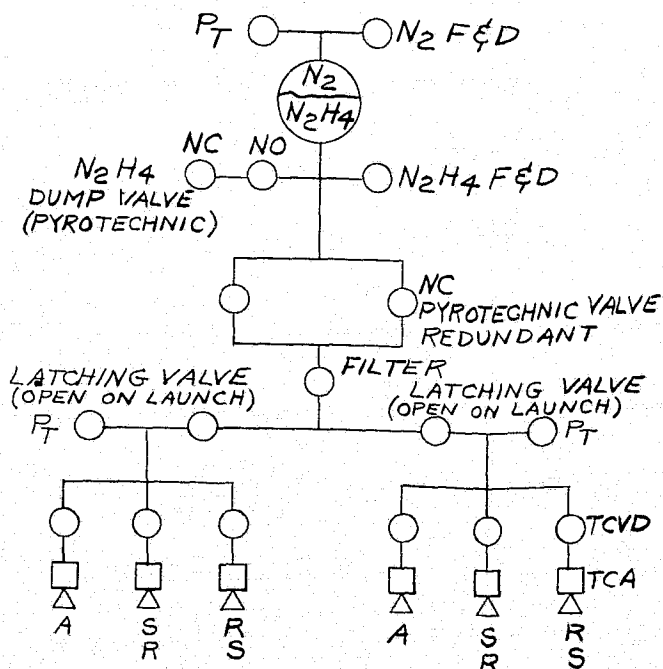 PT
N2 F&D
N2
N2H4
NC NO
N2H4
DUMP VALVE
(PYROTECHNIC)
N2H4 F&D
NC
PYROTECHNIC VALVE
REDUNDANT
FILTER
LATCHING VALVE
(OPEN ON LAUNCH)
LATCHING VALVE
(OPEN ON LAUNCH)
PT
PT
TCVD
TCA
A
S
R
R
S
A
S
R
R
S